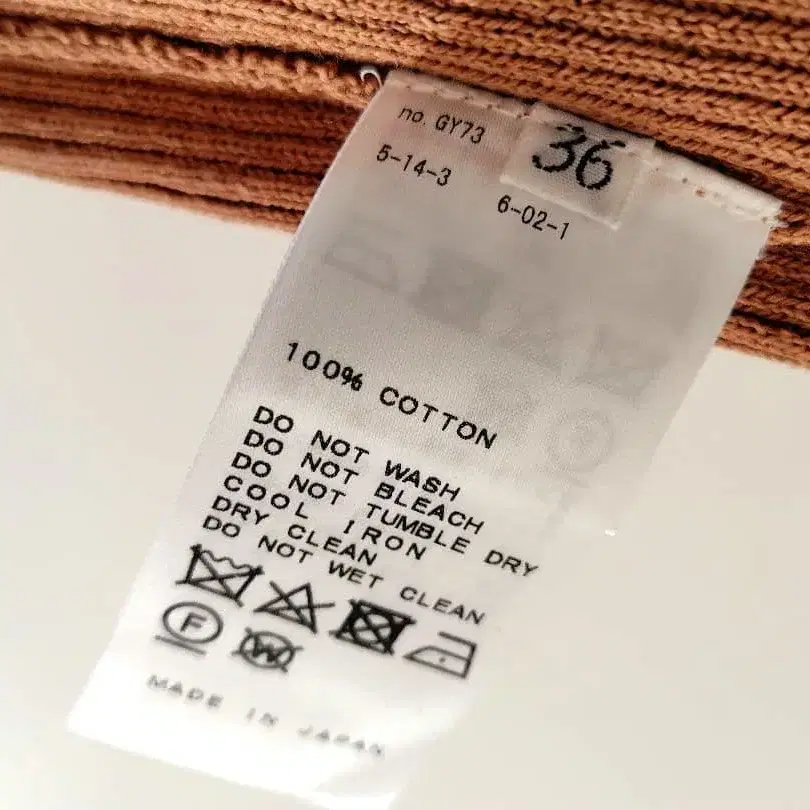 no. GY73
36
5-14-3
6-02-1
100% COTTON
DO NOT WASH
DO NOT BLEACH
DO NOT TUMBLE DRY
COOL IRON
DRY CLEAN
DO NOT WET CLEAN
F
W
MADE IN JAPAN